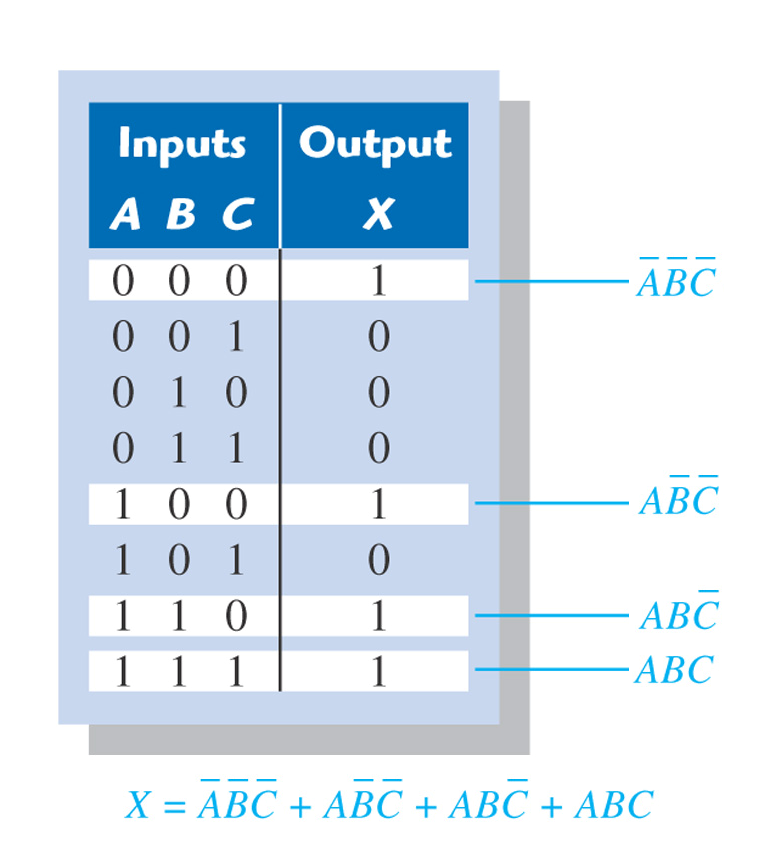 Inputs Output
A B C X
0 0 0 1 A̅B̅C̅
0 0 1 0
0 1 0 0
0 1 1 0
1 0 0 1 AB̅C̅
1 0 1 0
1 1 0 1 ABC̅
1 1 1 1 ABC
X = A̅B̅C̅ + AB̅C̅ + ABC̅ + ABC